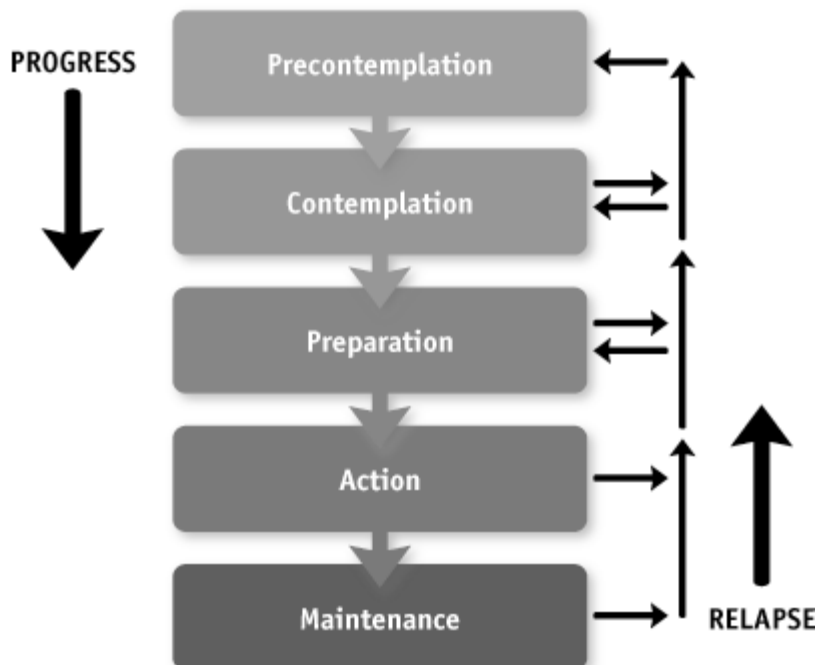 PROGRESS
Precontemplation
Contemplation
Preparation
Action
Maintenance
RELAPSE